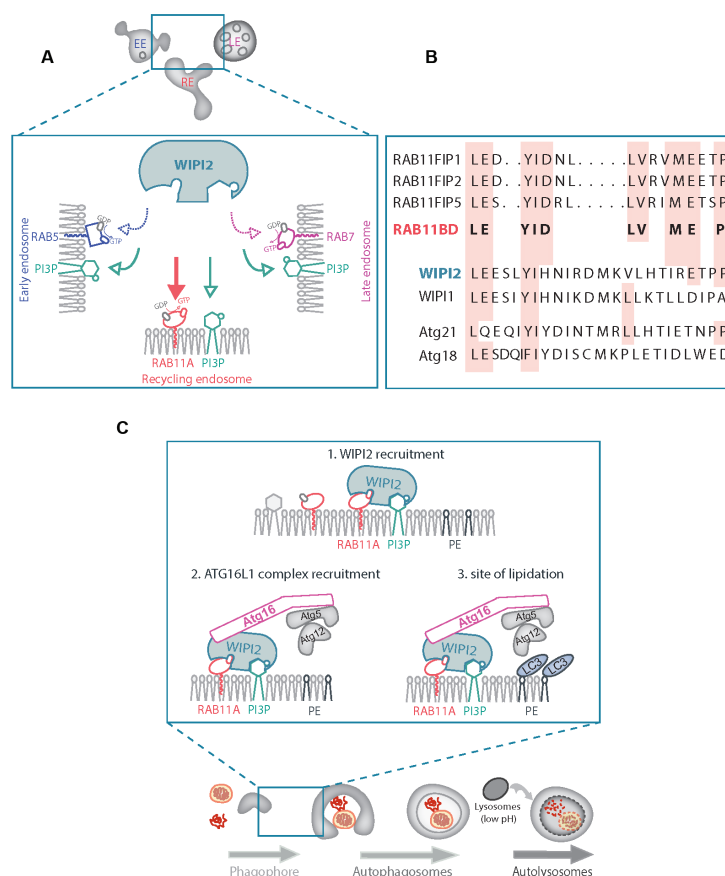 A
EE
LE
RE
WIPI2
GDP
GTP
RAB5
PI3P
Early endosome
GDP
GTP
RAB7
PI3P
Late endosome
GDP
GTP
RAB11A PI3P
Recycling endosome
B
RAB11FIP1 LED..YIDNL.....LVRVMEETP
RAB11FIP2 LED..YIDNL.....LVRVMEETP
RAB11FIP5 LES..YIDRL.....LVRIMETSP
RAB11BD LE YID LV ME P
WIPI2 LEESLYIHNIRDMKVLHTIRETPP
WIPI1 LEESIYIHNIKDMKLLKTLLDIPA
Atg21 LQEQIYIYDINTMRLLHTIETNPP
Atg18 LESDQIFIYDISCMKPLETIDLWED
C
1. WIPI2 recruitment
WIPI2
RAB11A PI3P PE
2. ATG16L1 complex recruitment
Atg16
Atg5
Atg12
WIPI2
RAB11A PI3P PE
3. site of lipidation
Atg16
Atg5
Atg12
WIPI2
LC3 LC3
RAB11A PI3P PE
Lysosomes
(low pH)
Phagophore Autophagosomes Autolysosomes